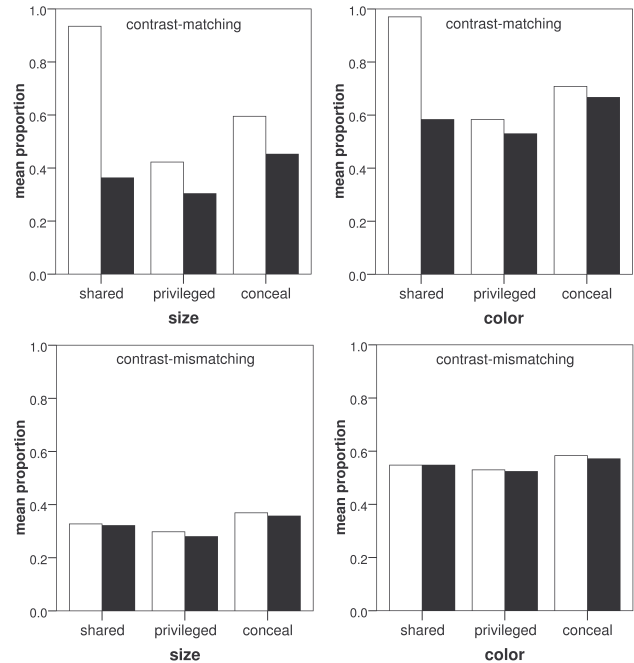 contrast-matching
mean proportion
1.0
0.8
0.6
0.4
0.2
0.0
shared privileged conceal
size
contrast-matching
mean proportion
1.0
0.8
0.6
0.4
0.2
0.0
shared privileged conceal
color
contrast-mismatching
mean proportion
1.0
0.8
0.6
0.4
0.2
0.0
shared privileged conceal
size
contrast-mismatching
mean proportion
1.0
0.8
0.6
0.4
0.2
0.0
shared privileged conceal
color